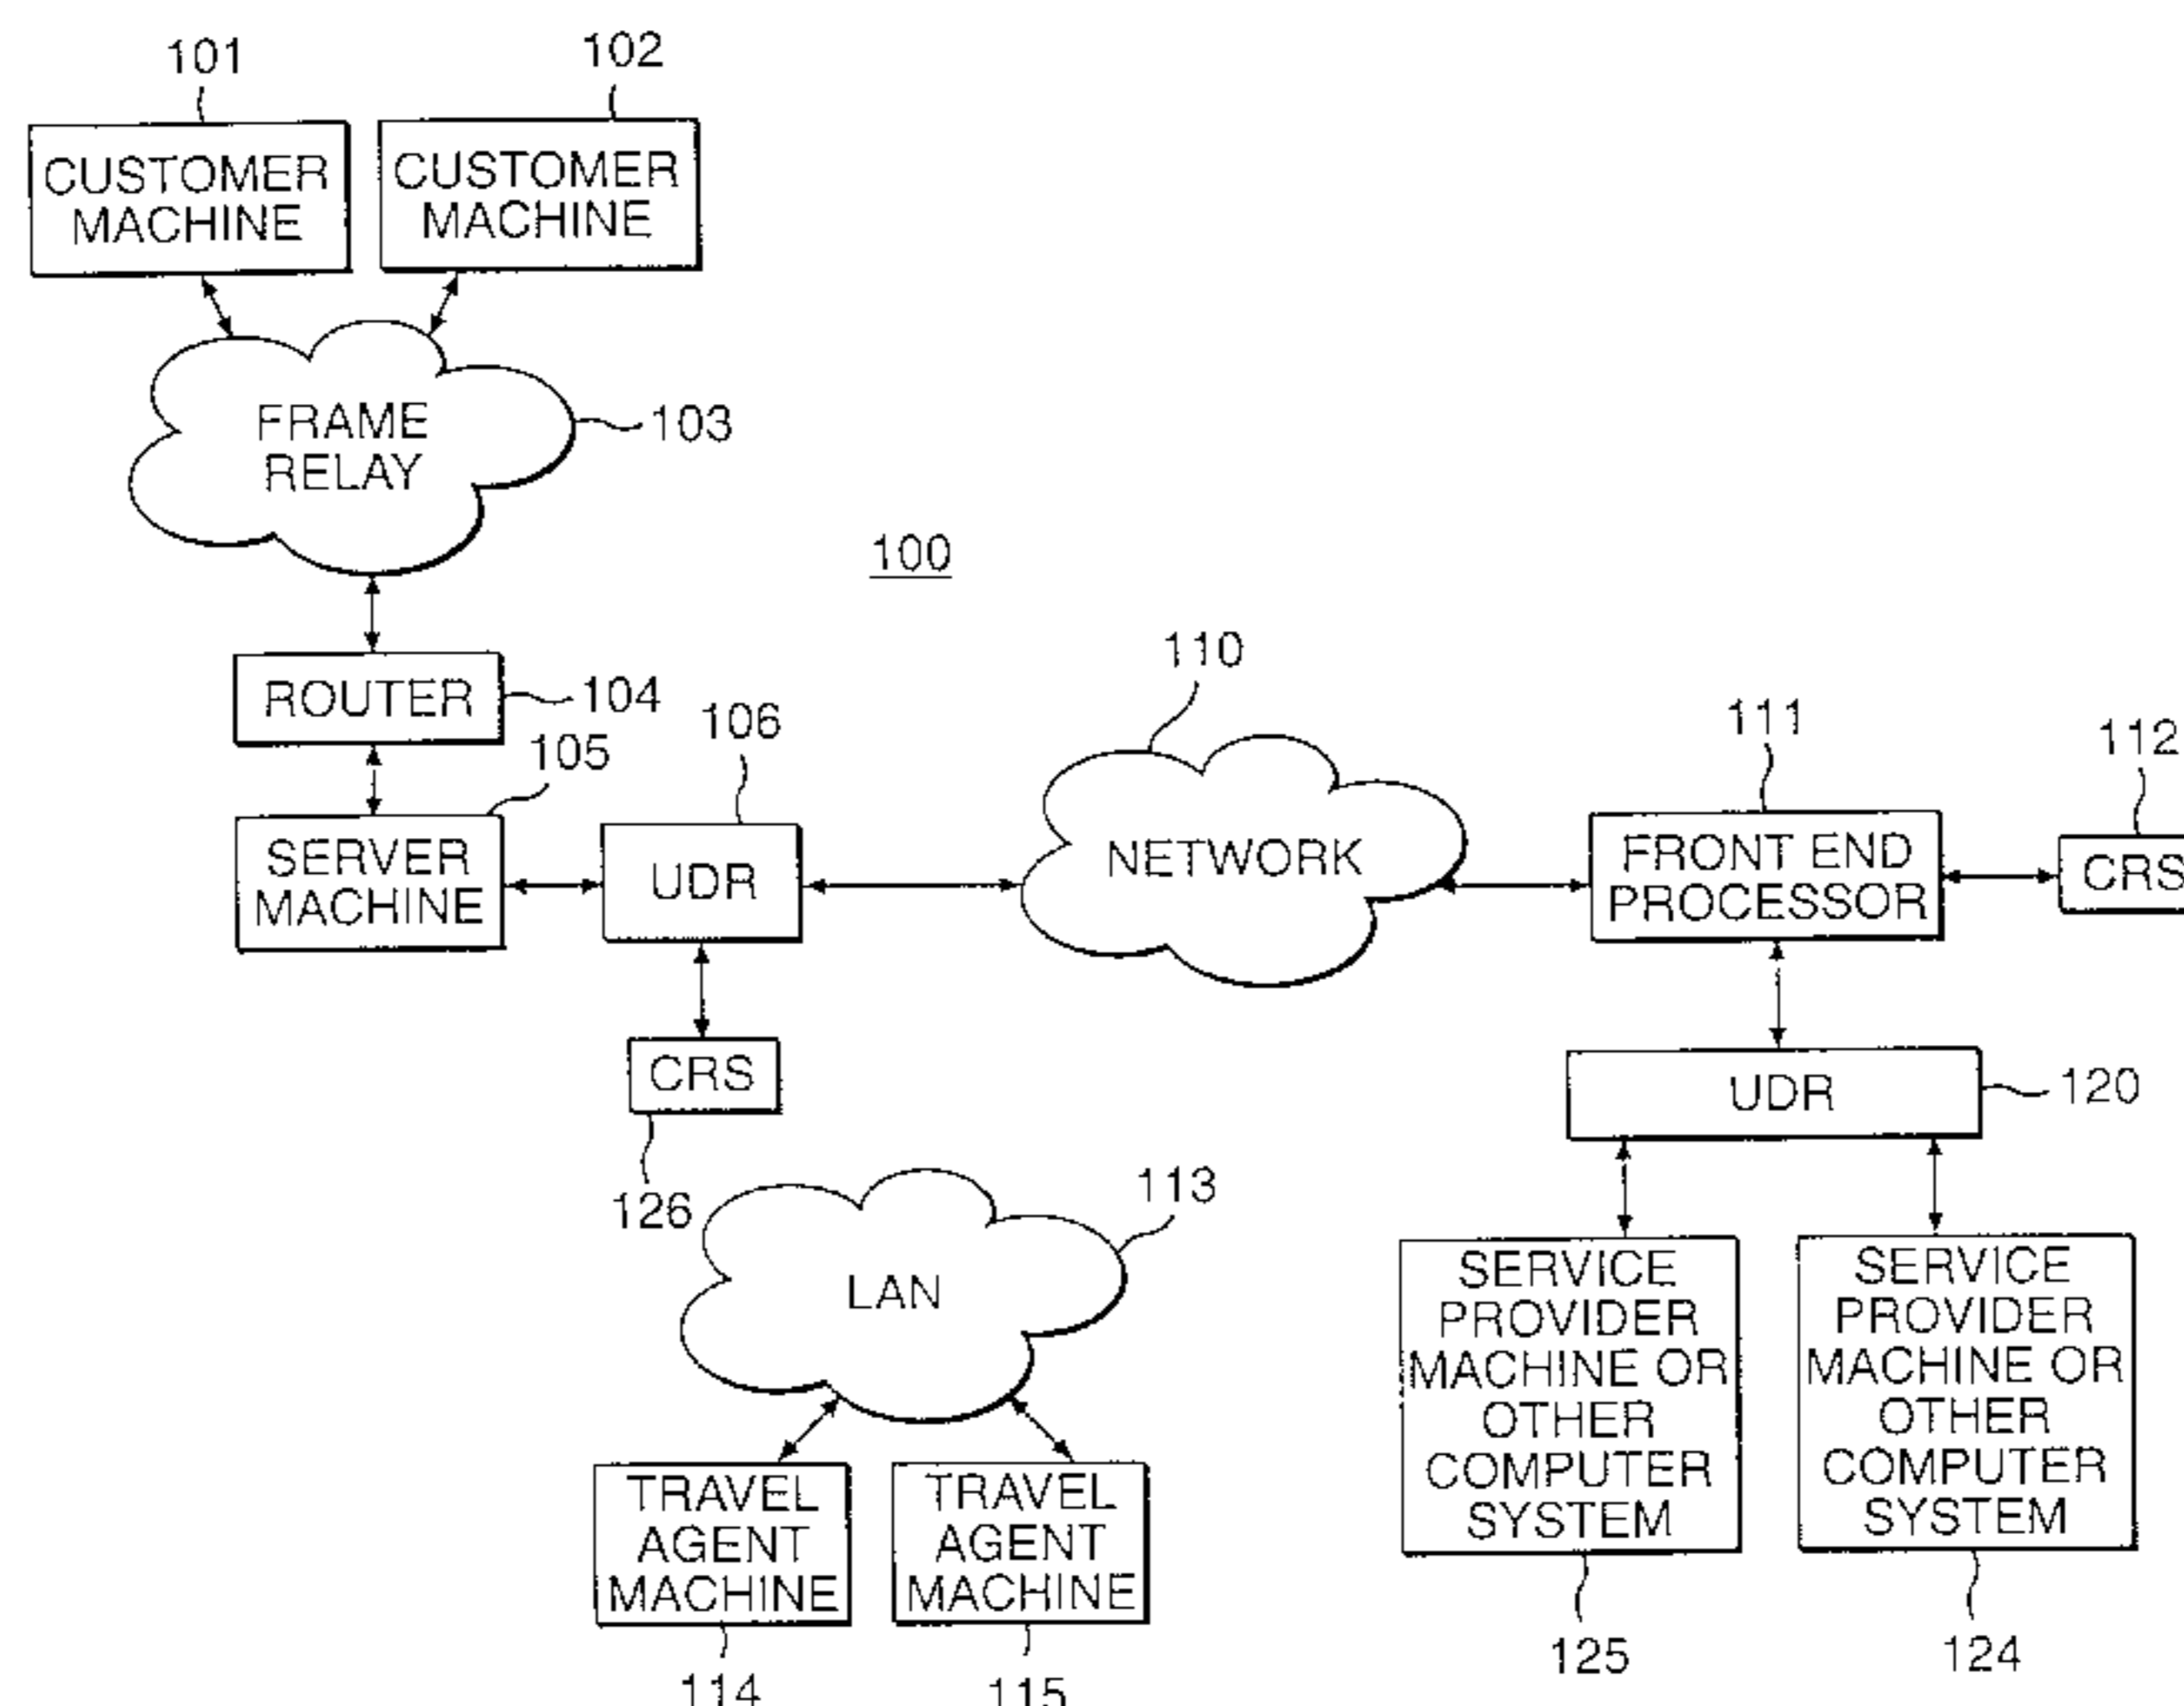 101
102
CUSTOMER
MACHINE
CUSTOMER
MACHINE
FRAME
RELAY
103
100
ROUTER
104
105
106
110
111
112
SERVER
MACHINE
UDR
NETWORK
FRONT END
PROCESSOR
CRS
CRS
126
UDR
120
LAN
113
SERVICE
PROVIDER
MACHINE OR
OTHER
COMPUTER
SYSTEM
SERVICE
PROVIDER
MACHINE OR
OTHER
COMPUTER
SYSTEM
TRAVEL
AGENT
MACHINE
TRAVEL
AGENT
MACHINE
114
115
125
124